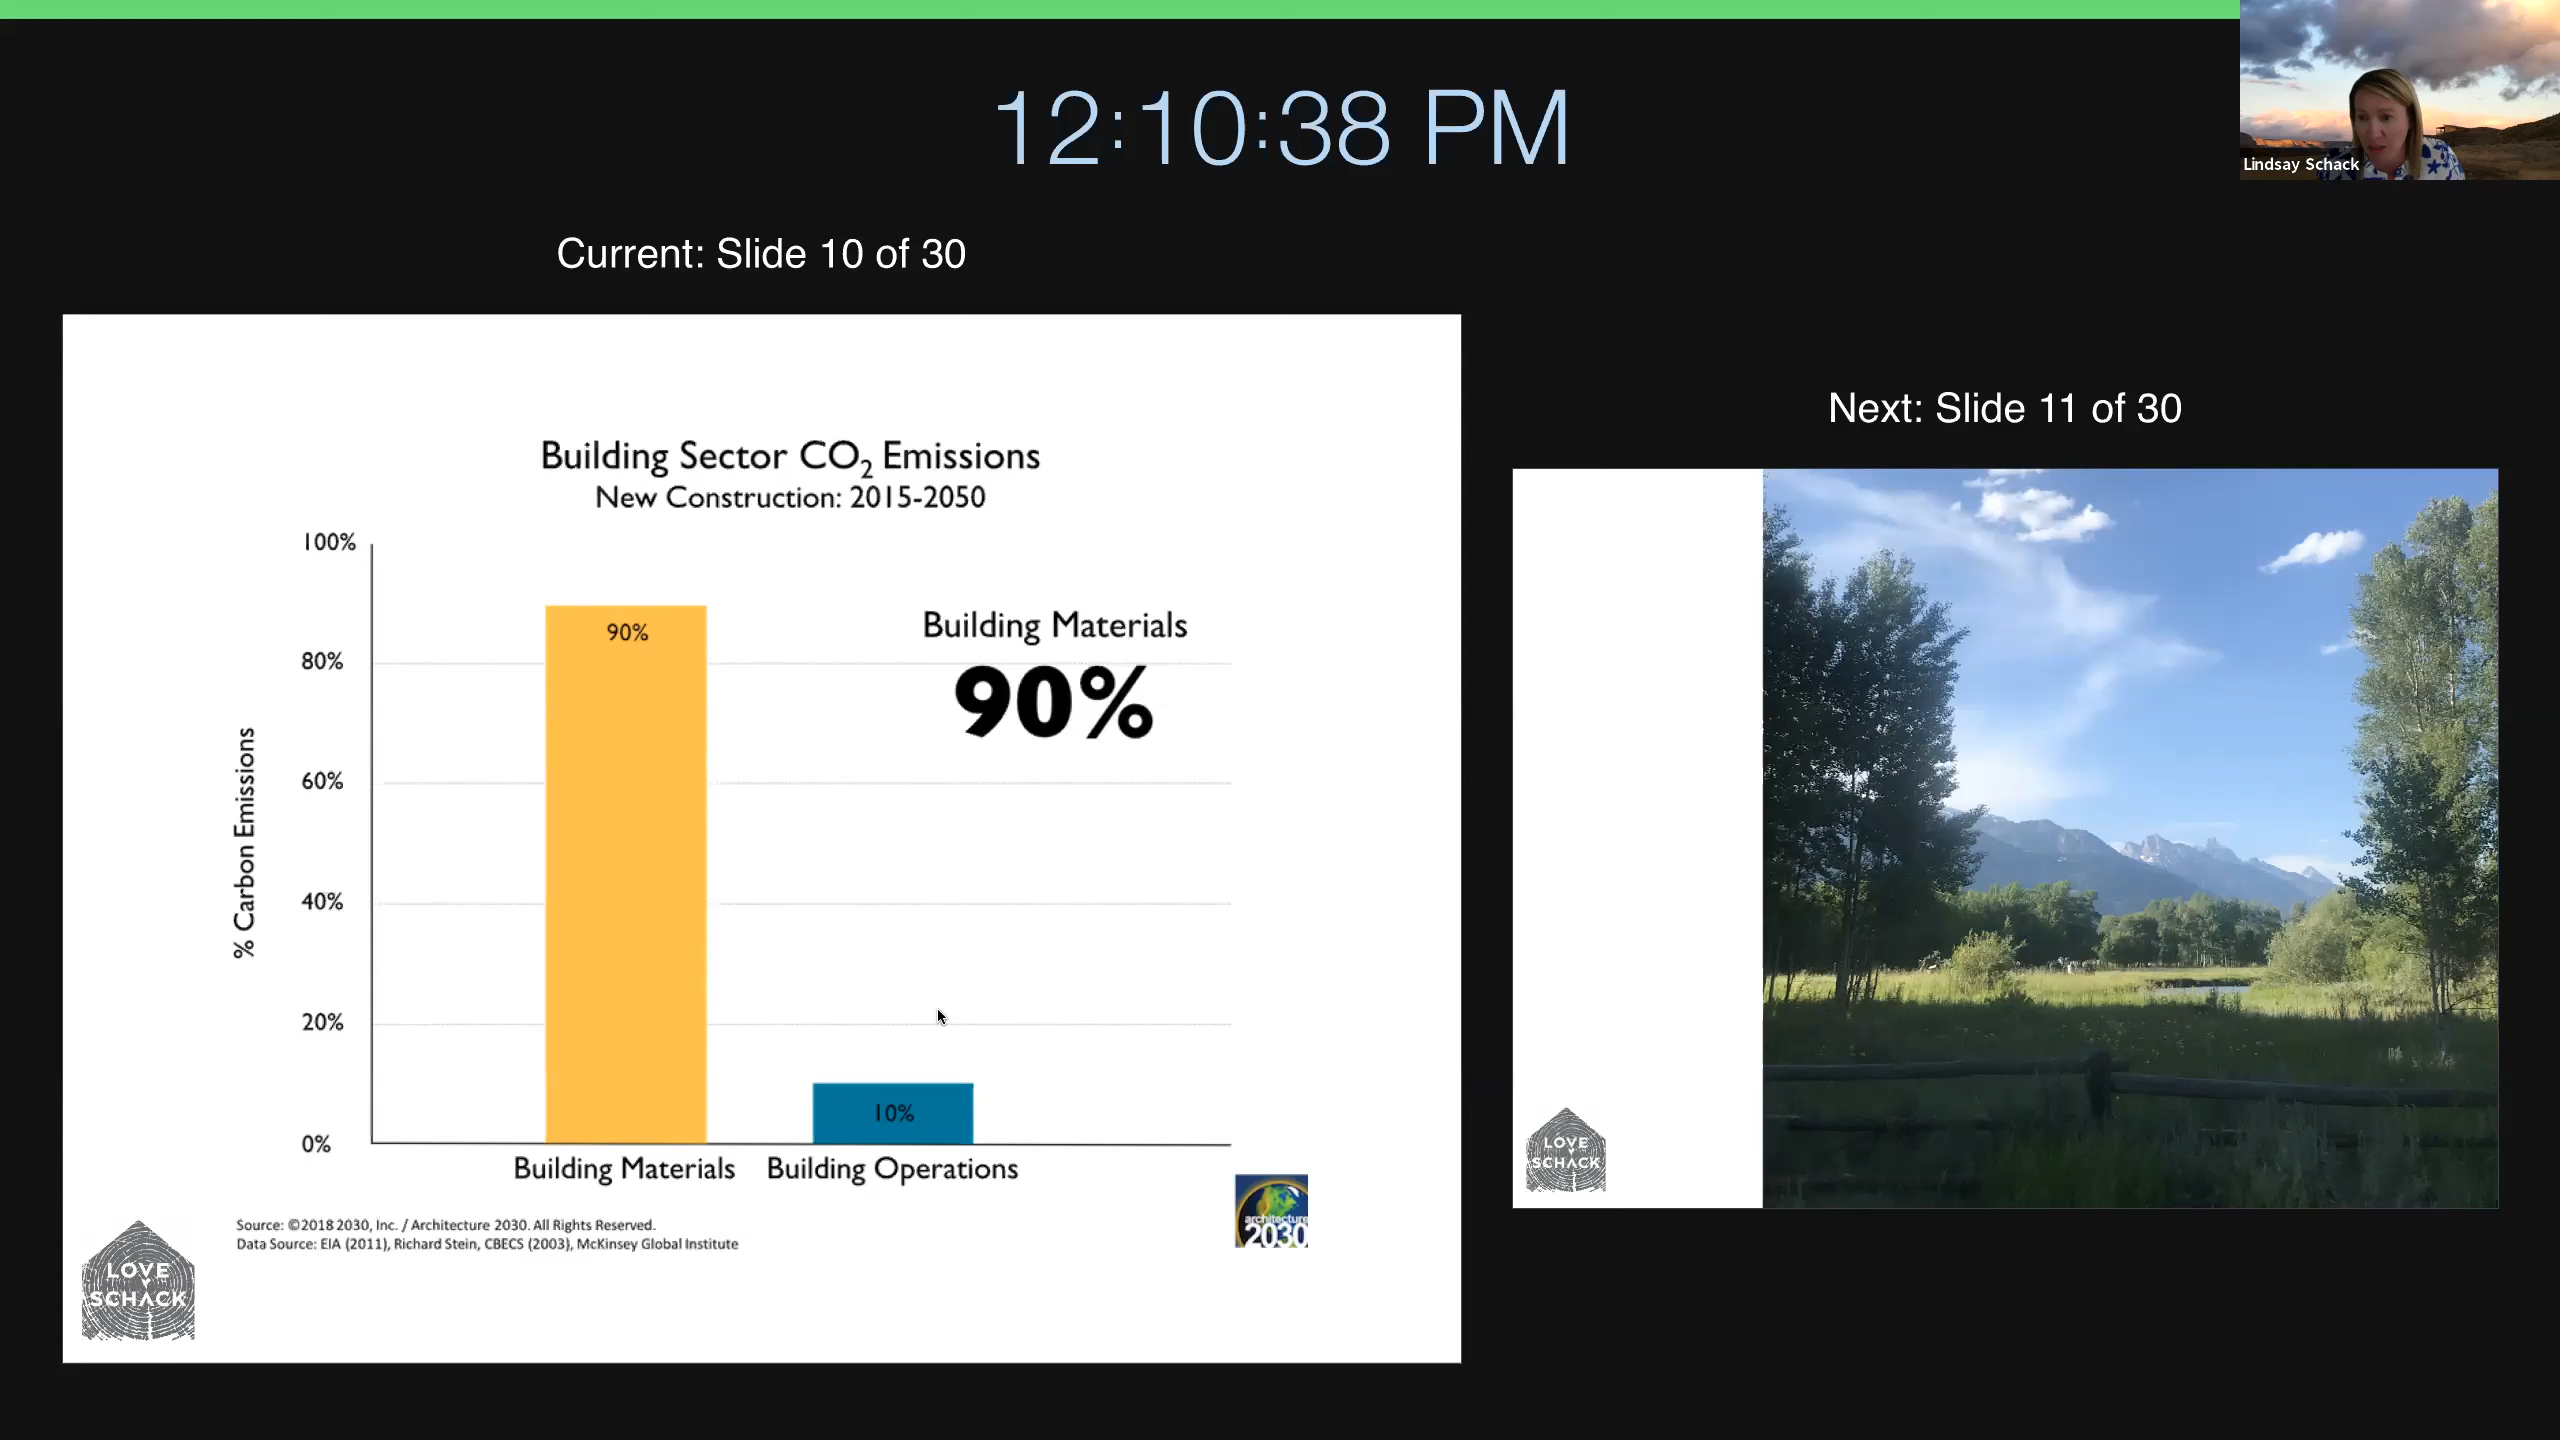 12:10:38 PM
Lindsay Schack
Current: Slide 10 of 30
Next: Slide 11 of 30
Building Sector CO₂ Emissions
New Construction: 2015-2050
100%
80%
60%
40%
20%
0%
% Carbon Emissions
90%
Building Materials
90%
10%
Building Materials
Building Operations
Source: ©2018 2030, Inc. / Architecture 2030. All Rights Reserved.
Data Source: EIA (2011), Richard Stein, CBECS (2003), McKinsey Global Institute
architecture
2030
LOVE
SCHACK
LOVE
SCHACK